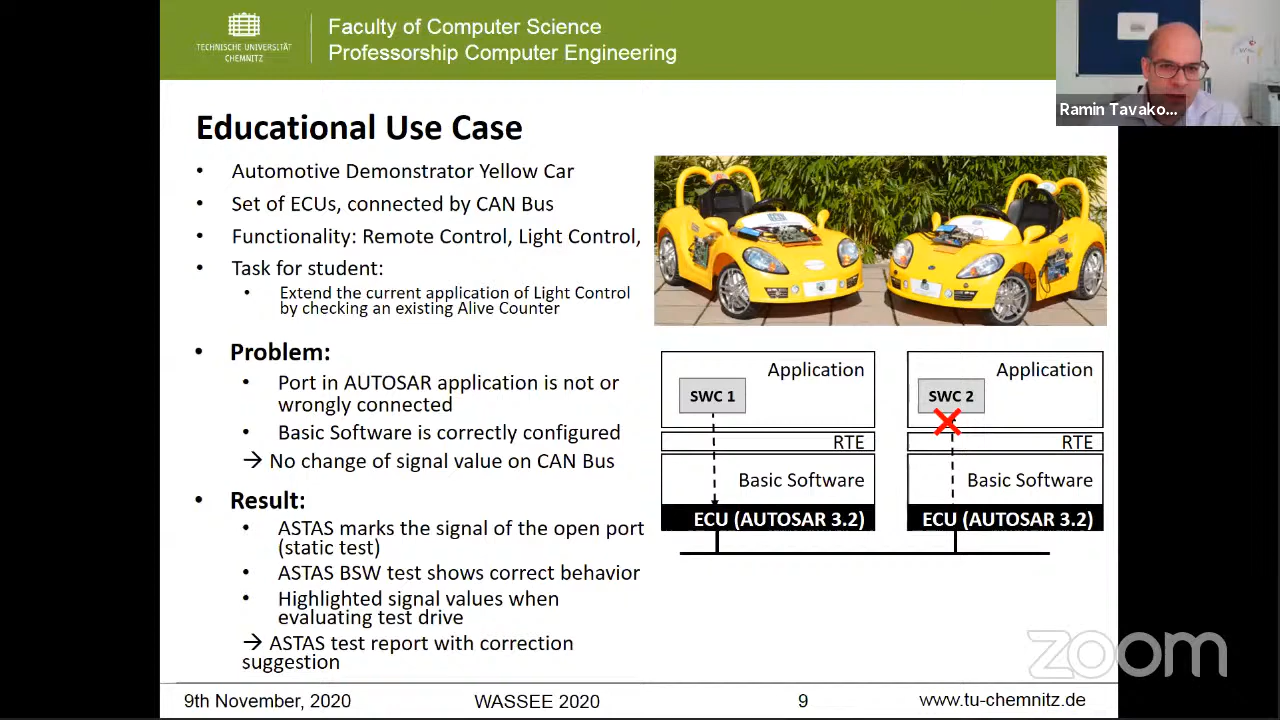 TECHNISCHE UNIVERSITÄT
CHEMNITZ
Faculty of Computer Science
Professorship Computer Engineering
Ramin Tavako...
Educational Use Case
• Automotive Demonstrator Yellow Car
• Set of ECUs, connected by CAN Bus
• Functionality: Remote Control, Light Control,
• Task for student:
• Extend the current application of Light Control
by checking an existing Alive Counter
• Problem:
• Port in AUTOSAR application is not or
wrongly connected
• Basic Software is correctly configured
→ No change of signal value on CAN Bus
• Result:
• ASTAS marks the signal of the open port
(static test)
• ASTAS BSW test shows correct behavior
• Highlighted signal values when
evaluating test drive
→ ASTAS test report with correction
suggestion
Application
SWC 1
RTE
Basic Software
ECU (AUTOSAR 3.2)
Application
SWC 2
RTE
Basic Software
ECU (AUTOSAR 3.2)
zoom
9th November, 2020
WASSEE 2020
9
www.tu-chemnitz.de